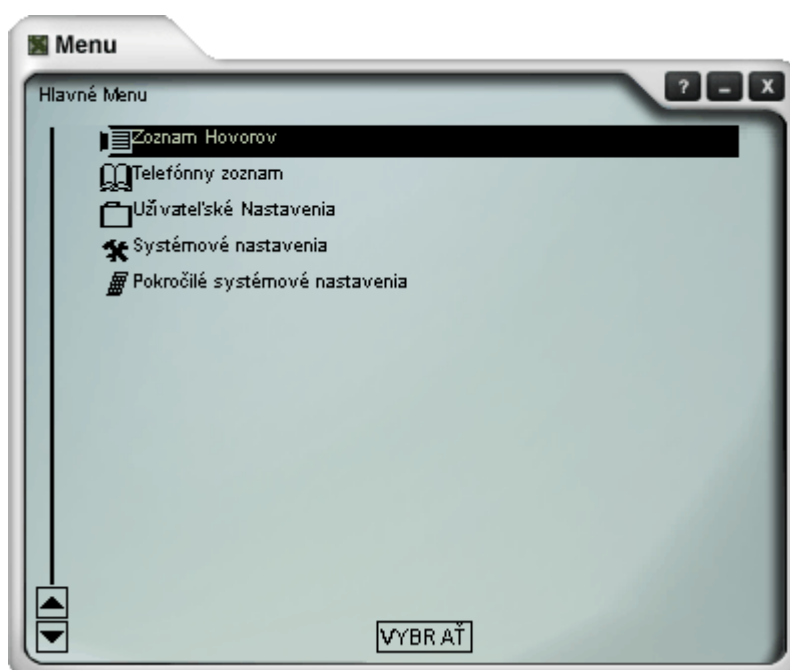 Menu
Hlavné Menu
? – X
Zoznam Hovorov
Telefónny zoznam
Užívateľské Nastavenia
Systémové nastavenia
Pokročilé systémové nastavenia
VYBRAŤ